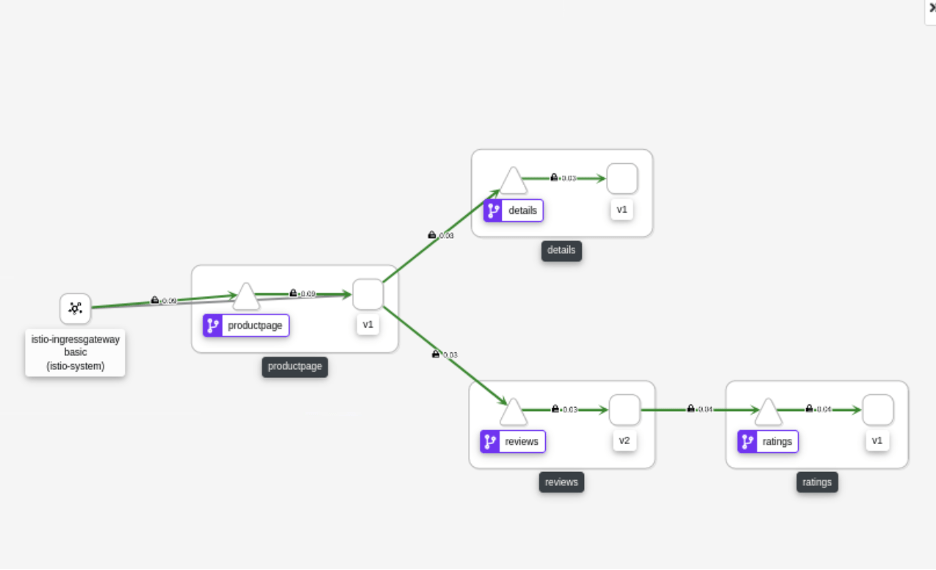 0.03
details
v1
details
0.03
0.09
0.09
istio-ingressgateway
basic
(istio-system)
productpage
v1
productpage
0.03
0.03
0.04
0.04
reviews
v2
ratings
v1
reviews
ratings